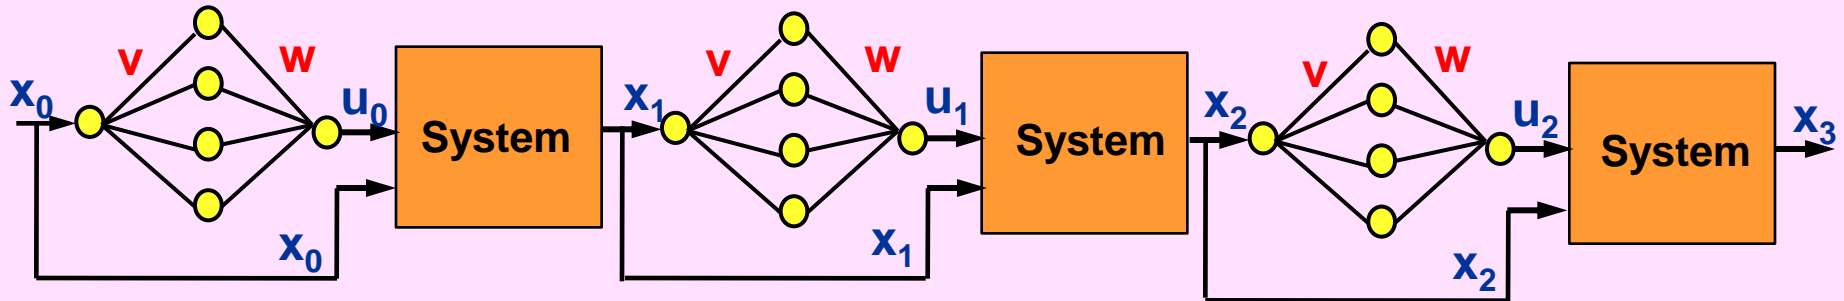 v w v w v w
x₀ u₀ System x₁ u₁ System x₂ u₂ System x₃
x₀ x₁ x₂